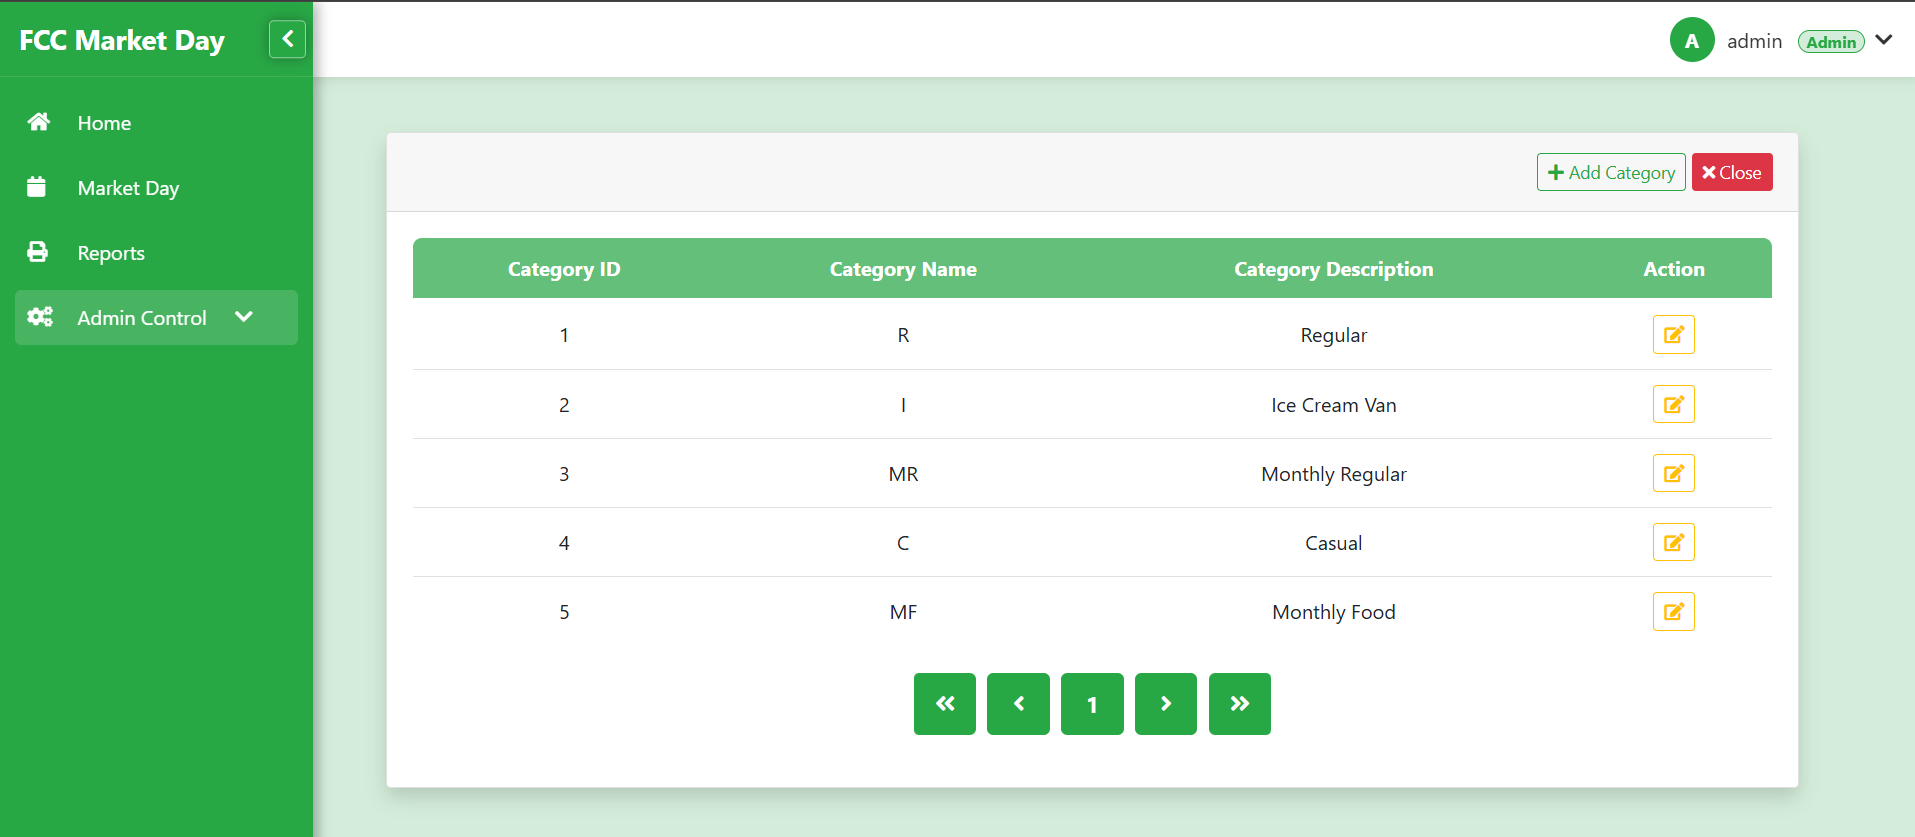 FCC Market Day
A admin Admin
Home
Market Day
Reports
Admin Control
Add Category Close
Category ID Category Name Category Description Action
1 R Regular
2 I Ice Cream Van
3 MR Monthly Regular
4 C Casual
5 MF Monthly Food
1